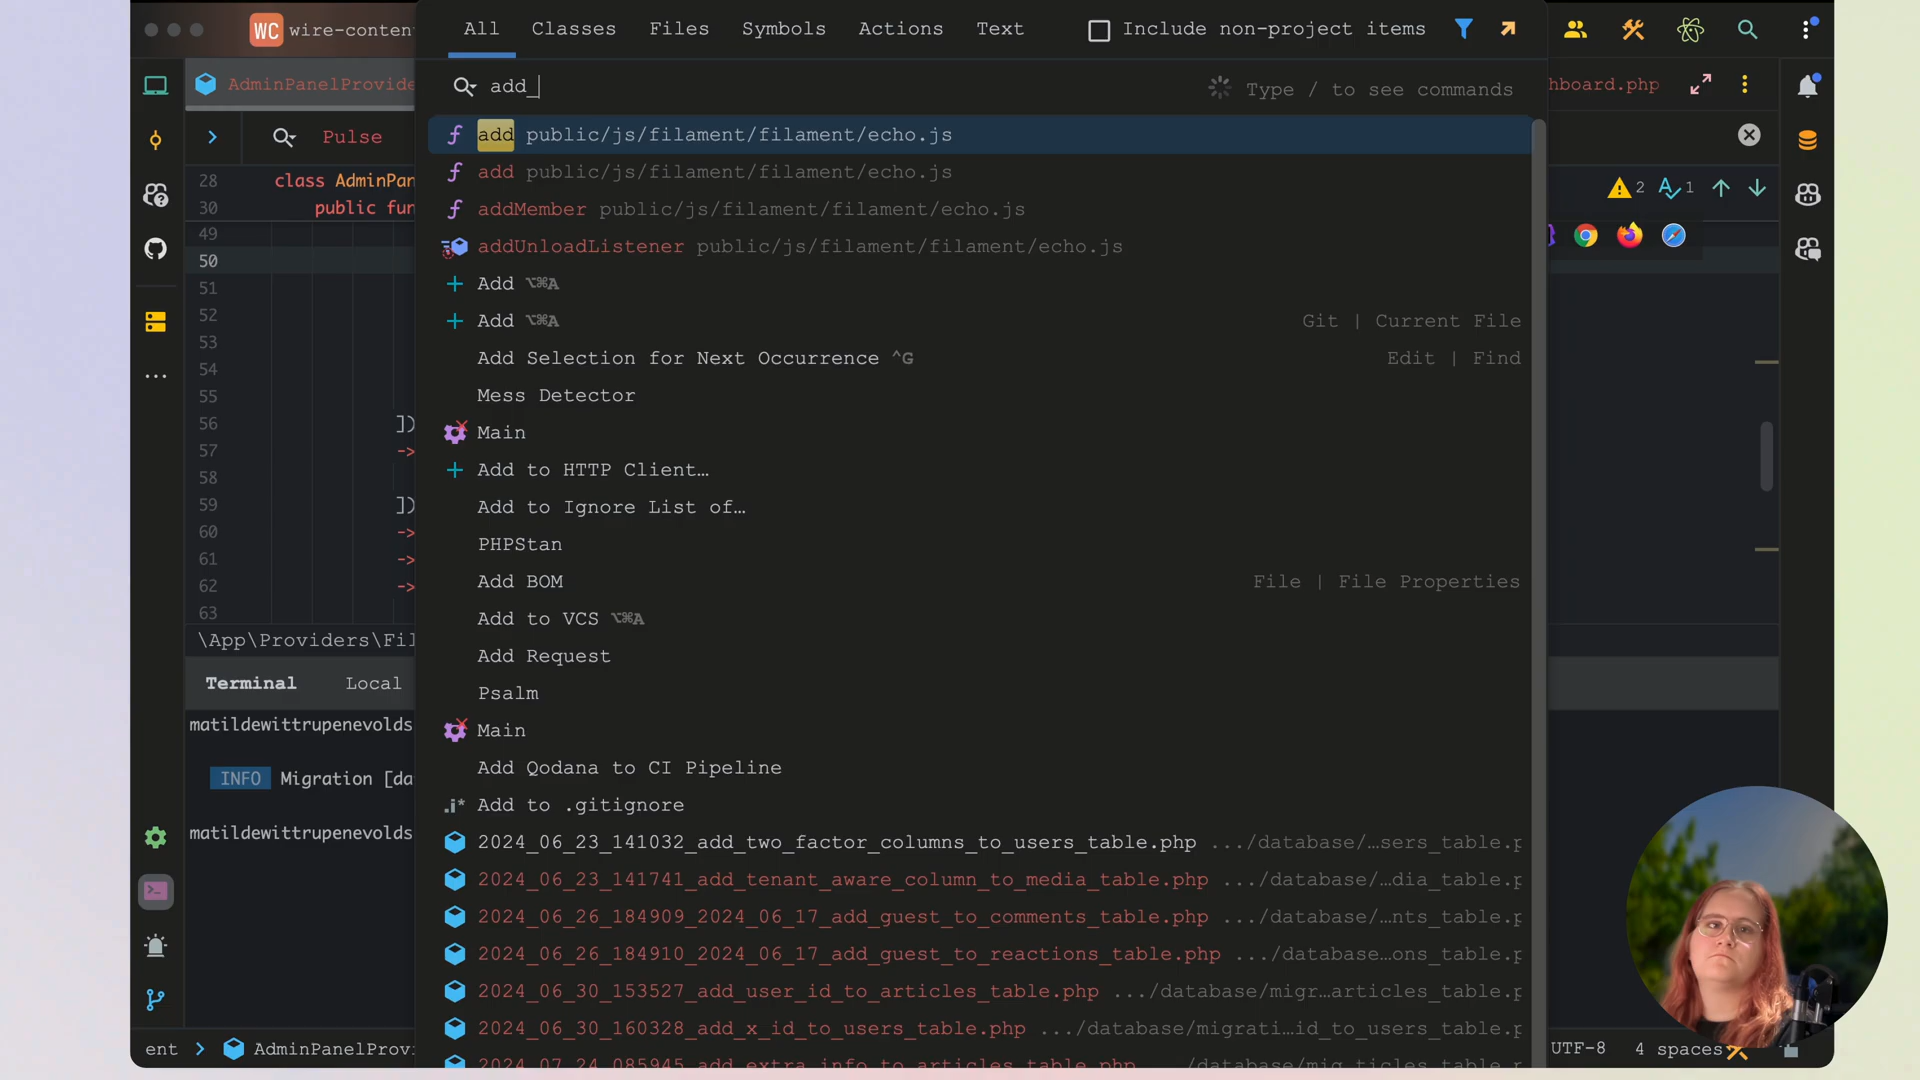 WC wire-conten
All Classes Files Symbols Actions Text Include non-project items
AdminPanelProvide
hboard.php
add_
Type / to see commands
Pulse
add public/js/filament/filament/echo.js
add public/js/filament/filament/echo.js
addMember public/js/filament/filament/echo.js
addUnloadListener public/js/filament/filament/echo.js
Add ⌥⌘A
Add ⌥⌘A Git | Current File
Add Selection for Next Occurrence ^G Edit | Find
Mess Detector
Main
Add to HTTP Client…
Add to Ignore List of…
PHPStan
Add BOM File | File Properties
Add to VCS ⌥⌘A
Add Request
Psalm
Main
Add Qodana to CI Pipeline
.i* Add to .gitignore
2024_06_23_141032_add_two_factor_columns_to_users_table.php .../database/…sers_table.p
2024_06_23_141741_add_tenant_aware_column_to_media_table.php .../database/…dia_table.p
2024_06_26_184909_2024_06_17_add_guest_to_comments_table.php .../database/…nts_table.p
2024_06_26_184910_2024_06_17_add_guest_to_reactions_table.php .../database…ons_table.p
2024_06_30_153527_add_user_id_to_articles_table.php .../database/migr…articles_table.p
2024_06_30_160328_add_x_id_to_users_table.php .../database/migrati…id_to_users_table.p
2024_07_24_085945_add_extra_info_to_articles_table.php .../database/mig…ticles_table.p
28 class AdminPan
30 public fun
49
50
51
52
53
54
55
56 ])
57 ->
58
59 ])
60 ->
61 ->
62 ->
63
2 1
\App\Providers\Fil
Terminal Local
matildewittrupenevolds
INFO Migration [da
matildewittrupenevolds
ent > AdminPanelProvi
UTF-8 4 spaces